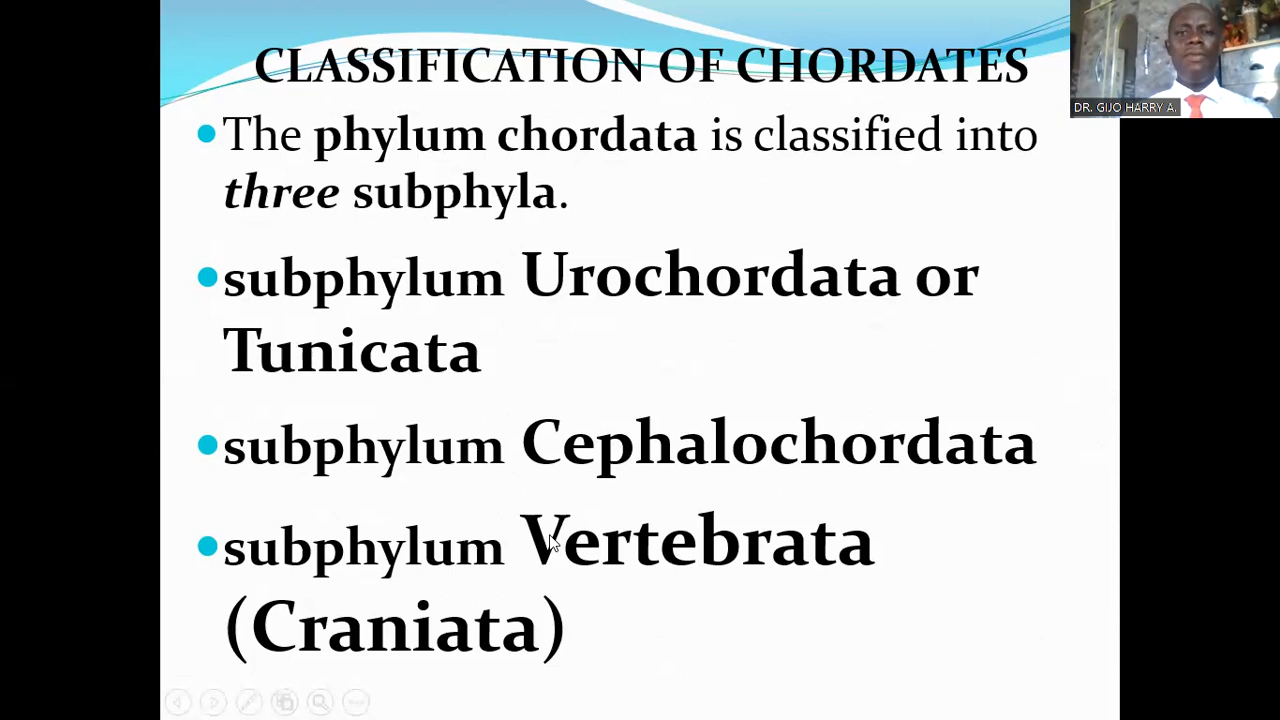 CLASSIFICATION OF CHORDATES
DR. GIJO HARRY A.
•The phylum chordata is classified into
three subphyla.
•subphylum Urochordata or
Tunicata
•subphylum Cephalochordata
•subphylum Vertebrata
(Craniata)